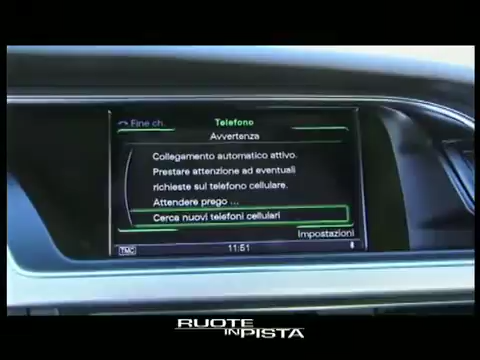 Fine ch.
Telefono
Avvertenza
Collegamento automatico attivo.
Prestare attenzione ad eventuali
richieste sul telefono cellulare.
Attendere prego ...
Cerca nuovi telefoni cellulari
Impostazioni
TMC
11:51
RUOTE
IN PISTA